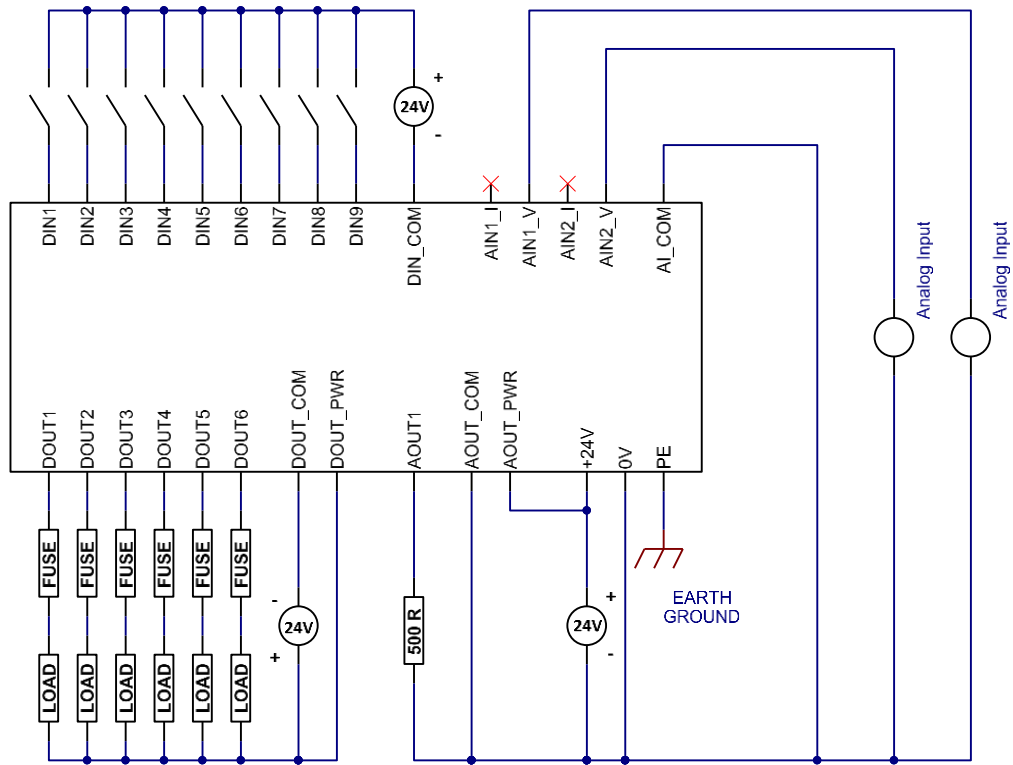 +
24V
-
DIN1
DIN2
DIN3
DIN4
DIN5
DIN6
DIN7
DIN8
DIN9
DIN_COM
AIN1_I
AIN1_V
AIN2_I
AIN2_V
AI_COM
Analog Input
Analog Input
DOUT1
DOUT2
DOUT3
DOUT4
DOUT5
DOUT6
DOUT_COM
DOUT_PWR
AOUT1
AOUT_COM
AOUT_PWR
+24V
0V
PE
FUSE
FUSE
FUSE
FUSE
FUSE
FUSE
-
24V
+
500 R
+
24V
-
EARTH
GROUND
LOAD
LOAD
LOAD
LOAD
LOAD
LOAD